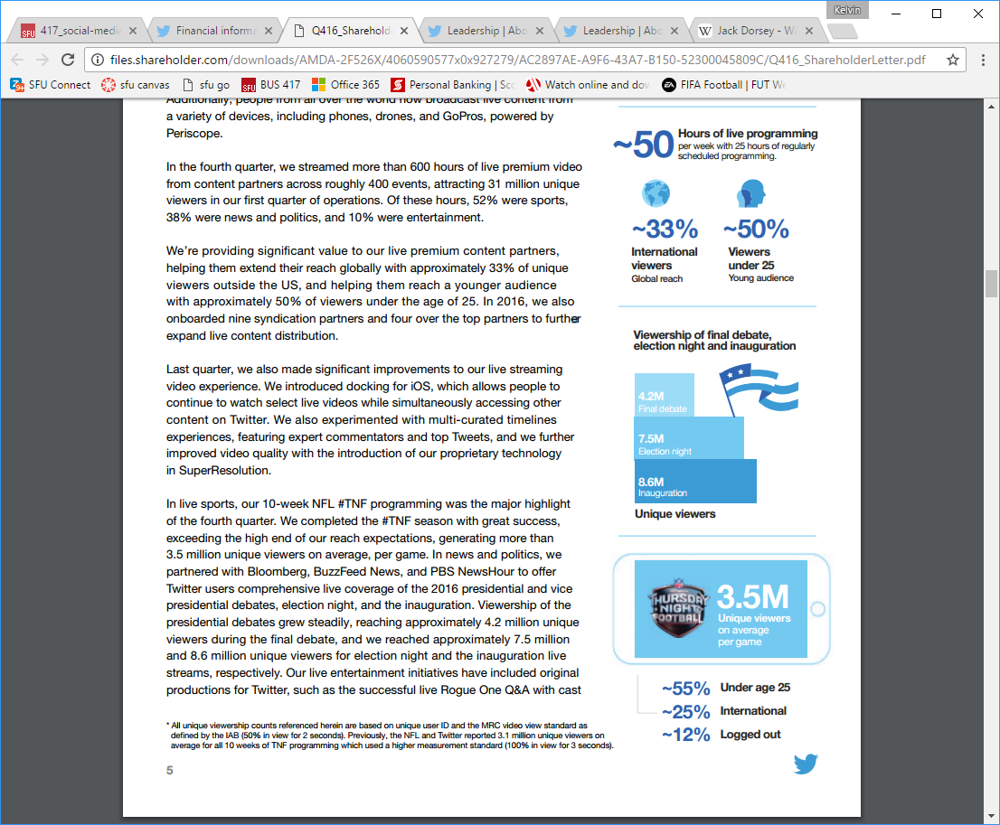 Kelvin
417_social-media
Financial informa
Q416_Sharehold
Leadership | Abo
Leadership | Abo
Jack Dorsey - W
files.shareholder.com/downloads/AMDA-2F526X/4060590577x0x927279/AC2897AE-A9F6-43A7-B150-52300045809C/Q416_ShareholderLetter.pdf
SFU Connect
sfu canvas
sfu go
BUS 417
Office 365
Personal Banking | Sc
Watch online and dow
FIFA Football | FUT W
Additionally, people from all over the world now broadcast live content from
a variety of devices, including phones, drones, and GoPros, powered by
Periscope.
In the fourth quarter, we streamed more than 600 hours of live premium video
from content partners across roughly 400 events, attracting 31 million unique
viewers in our first quarter of operations. Of these hours, 52% were sports,
38% were news and politics, and 10% were entertainment.
We're providing significant value to our live premium content partners,
helping them extend their reach globally with approximately 33% of unique
viewers outside the US, and helping them reach a younger audience
with approximately 50% of viewers under the age of 25. In 2016, we also
onboarded nine syndication partners and four over the top partners to further
expand live content distribution.
Last quarter, we also made significant improvements to our live streaming
video experience. We introduced docking for iOS, which allows people to
continue to watch select live videos while simultaneously accessing other
content on Twitter. We also experimented with multi-curated timelines
experiences, featuring expert commentators and top Tweets, and we further
improved video quality with the introduction of our proprietary technology
in SuperResolution.
In live sports, our 10-week NFL #TNF programming was the major highlight
of the fourth quarter. We completed the #TNF season with great success,
exceeding the high end of our reach expectations, generating more than
3.5 million unique viewers on average, per game. In news and politics, we
partnered with Bloomberg, BuzzFeed News, and PBS NewsHour to offer
Twitter users comprehensive live coverage of the 2016 presidential and vice
presidential debates, election night, and the inauguration. Viewership of the
presidential debates grew steadily, reaching approximately 4.2 million unique
viewers during the final debate, and we reached approximately 7.5 million
and 8.6 million unique viewers for election night and the inauguration live
streams, respectively. Our live entertainment initiatives have included original
productions for Twitter, such as the successful live Rogue One Q&A with cast
* All unique viewership counts referenced herein are based on unique user ID and the MRC video view standard as
defined by the IAB (50% in view for 2 seconds). Previously, the NFL and Twitter reported 3.1 million unique viewers on
average for all 10 weeks of TNF programming which used a higher measurement standard (100% in view for 3 seconds).
5
~50
Hours of live programming
per week with 25 hours of regularly
scheduled programming.
~33%
International
viewers
Global reach
~50%
Viewers
under 25
Young audience
Viewership of final debate,
election night and inauguration
4.2M
Final debate
7.5M
Election night
8.6M
Inauguration
Unique viewers
THURSDAY
NIGHT
FOOTBALL
3.5M
Unique viewers
on average
per game
~55% Under age 25
~25% International
~12% Logged out